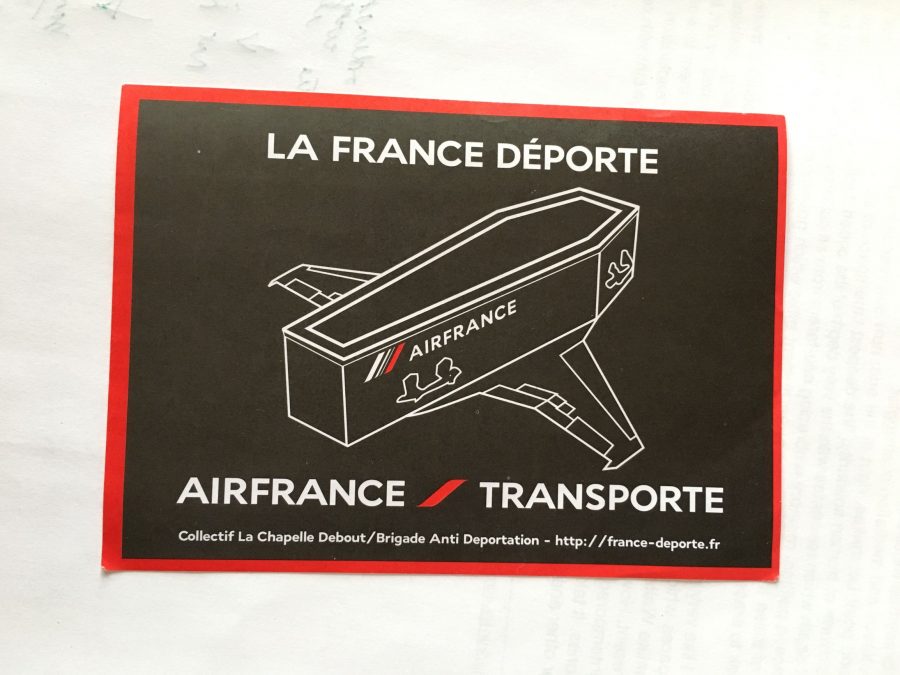 LA FRANCE DÉPORTE
AIRFRANCE
AIRFRANCE TRANSPORTE
Collectif La Chapelle Debout/Brigade Anti Deportation - http://france-deporte.fr